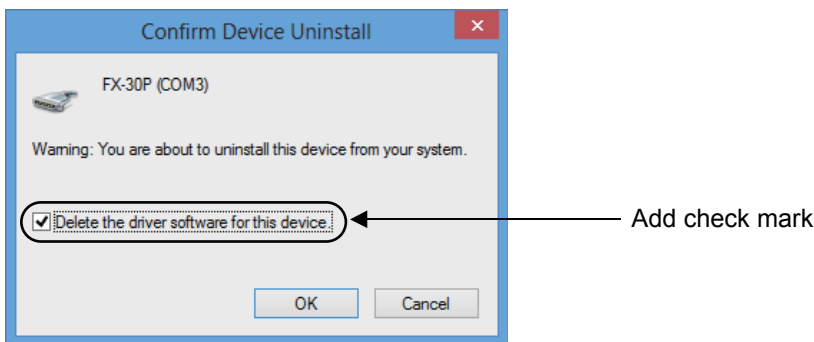 Confirm Device Uninstall
FX-30P (COM3)
Warning: You are about to uninstall this device from your system.
Delete the driver software for this device.
Add check mark
OK
Cancel